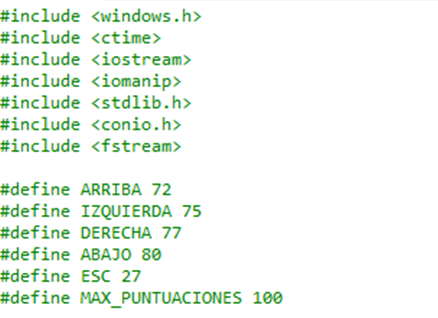 #include <windows.h>
#include <ctime>
#include <iostream>
#include <iomanip>
#include <stdlib.h>
#include <conio.h>
#include <fstream>
#define ARRIBA 72
#define IZQUIERDA 75
#define DERECHA 77
#define ABAJO 80
#define ESC 27
#define MAX_PUNTUACIONES 100